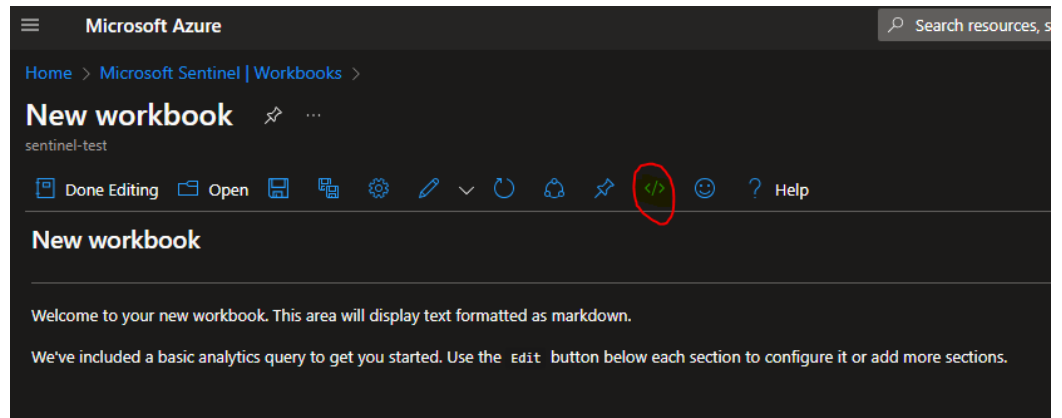 Microsoft Azure
Search resources, s
Home > Microsoft Sentinel | Workbooks >
New workbook ...
sentinel-test
Done Editing Open </> ? Help
New workbook
Welcome to your new workbook. This area will display text formatted as markdown.
We've included a basic analytics query to get you started. Use the Edit button below each section to configure it or add more sections.